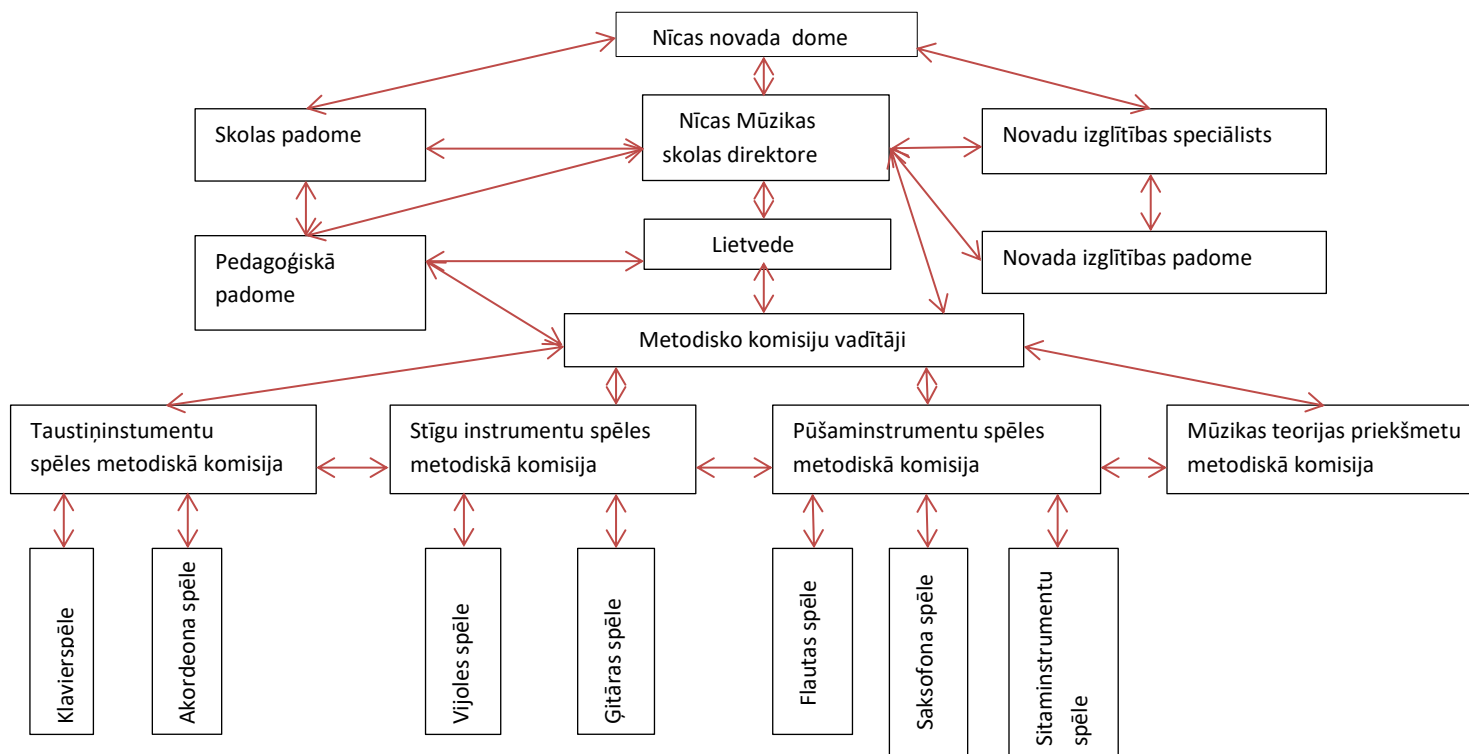 Nīcas novada dome
Skolas padome
Nīcas Mūzikas
skolas direktore
Novadu izglītības speciālists
Pedagoģiskā
padome
Lietvede
Novada izglītības padome
Metodisko komisiju vadītāji
Taustiņinstumentu
spēles metodiskā komisija
Stīgu instrumentu spēles
metodiskā komisija
Pūšaminstrumentu spēles
metodiskā komisija
Mūzikas teorijas priekšmetu
metodiskā komisija
Klavierspēle
Akordeona spēle
Vijoles spēle
Ģitāras spēle
Flautas spēle
Saksofona spēle
Sitaminstrumentu
spēle